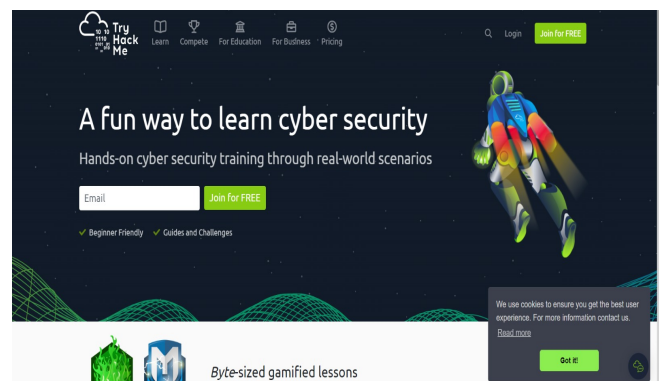 Try
Hack
Me
Learn
Compete
For Education
For Business
Pricing
Login
Join for FREE
A fun way to learn cyber security
Hands-on cyber security training through real-world scenarios
Email
Join for FREE
Beginner Friendly
Guides and Challenges
We use cookies to ensure you get the best user
experience. For more information contact us.
Read more
Got it!
Byte-sized gamified lessons